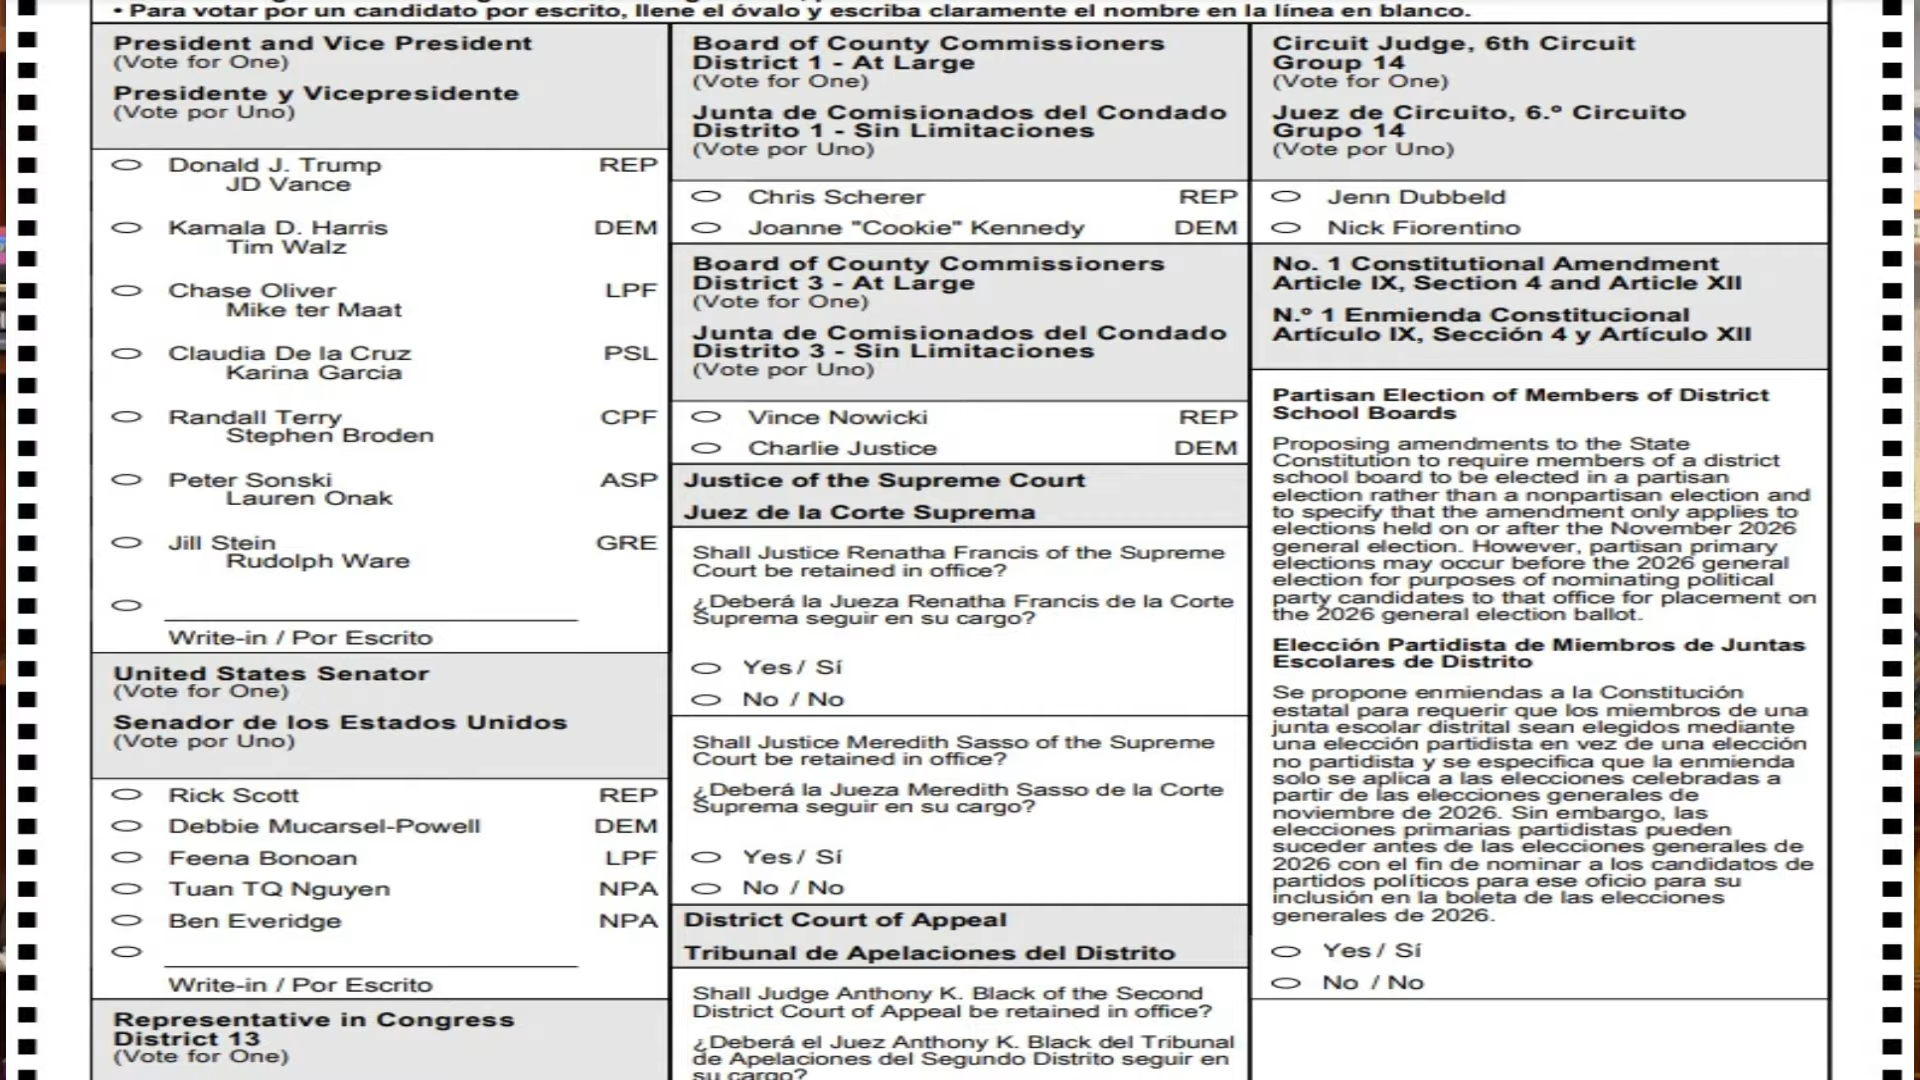 • Para votar por un candidato por escrito, llene el óvalo y escriba claramente el nombre en la línea en blanco.
President and Vice President
(Vote for One)
Presidente y Vicepresidente
(Vote por Uno)
Donald J. Trump REP
JD Vance
Kamala D. Harris DEM
Tim Walz
Chase Oliver LPF
Mike ter Maat
Claudia De la Cruz PSL
Karina Garcia
Randall Terry CPF
Stephen Broden
Peter Sonski ASP
Lauren Onak
Jill Stein GRE
Rudolph Ware
Write-in / Por Escrito
United States Senator
(Vote for One)
Senador de los Estados Unidos
(Vote por Uno)
Rick Scott REP
Debbie Mucarsel-Powell DEM
Feena Bonoan LPF
Tuan TQ Nguyen NPA
Ben Everidge NPA
Write-in / Por Escrito
Representative in Congress
District 13
(Vote for One)
Board of County Commissioners
District 1 - At Large
(Vote for One)
Junta de Comisionados del Condado
Distrito 1 - Sin Limitaciones
(Vote por Uno)
Chris Scherer REP
Joanne "Cookie" Kennedy DEM
Board of County Commissioners
District 3 - At Large
(Vote for One)
Junta de Comisionados del Condado
Distrito 3 - Sin Limitaciones
(Vote por Uno)
Vince Nowicki REP
Charlie Justice DEM
Justice of the Supreme Court
Juez de la Corte Suprema
Shall Justice Renatha Francis of the Supreme
Court be retained in office?
¿Deberá la Jueza Renatha Francis de la Corte
Suprema seguir en su cargo?
Yes / Sí
No / No
Shall Justice Meredith Sasso of the Supreme
Court be retained in office?
¿Deberá la Jueza Meredith Sasso de la Corte
Suprema seguir en su cargo?
Yes / Sí
No / No
District Court of Appeal
Tribunal de Apelaciones del Distrito
Shall Judge Anthony K. Black of the Second
District Court of Appeal be retained in office?
¿Deberá el Juez Anthony K. Black del Tribunal
de Apelaciones del Segundo Distrito seguir en
su cargo?
Circuit Judge, 6th Circuit
Group 14
(Vote for One)
Juez de Circuito, 6.º Circuito
Grupo 14
(Vote por Uno)
Jenn Dubbeld
Nick Fiorentino
No. 1 Constitutional Amendment
Article IX, Section 4 and Article XII
N.º 1 Enmienda Constitucional
Artículo IX, Sección 4 y Artículo XII
Partisan Election of Members of District
School Boards
Proposing amendments to the State
Constitution to require members of a district
school board to be elected in a partisan
election rather than a nonpartisan election and
to specify that the amendment only applies to
elections held on or after the November 2026
general election. However, partisan primary
elections may occur before the 2026 general
election for purposes of nominating political
party candidates to that office for placement on
the 2026 general election ballot.
Elección Partidista de Miembros de Juntas
Escolares de Distrito
Se propone enmiendas a la Constitución
estatal para requerir que los miembros de una
junta escolar distrital sean elegidos mediante
una elección partidista en vez de una elección
no partidista y se especifica que la enmienda
solo se aplica a las elecciones celebradas a
partir de las elecciones generales de
noviembre de 2026. Sin embargo, las
elecciones primarias partidistas pueden
suceder antes de las elecciones generales de
2026 con el fin de nominar a los candidatos de
partidos políticos para ese oficio para su
inclusión en la boleta de las elecciones
generales de 2026.
Yes / Sí
No / No